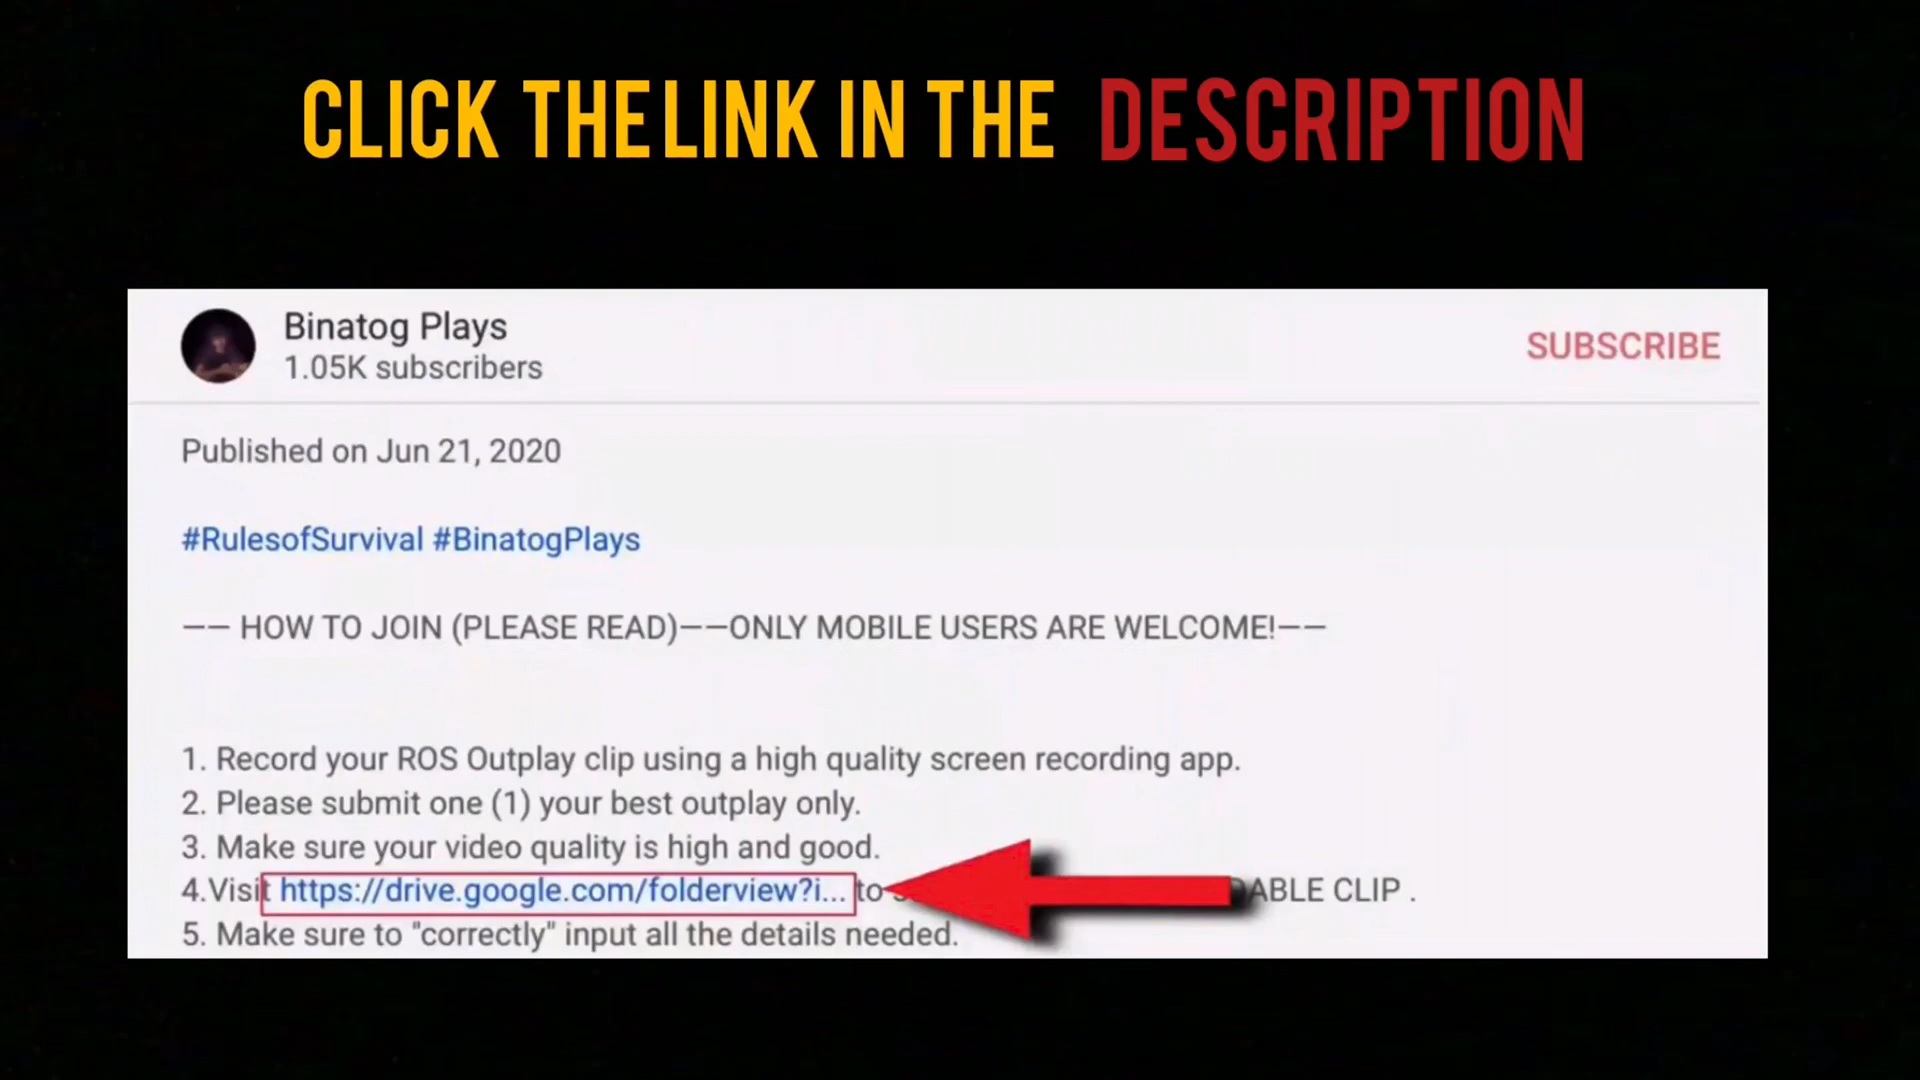 CLICK THE LINK IN THE DESCRIPTION
Binatog Plays
1.05K subscribers
SUBSCRIBE
Published on Jun 21, 2020
#RulesofSurvival #BinatogPlays
—— HOW TO JOIN (PLEASE READ)——ONLY MOBILE USERS ARE WELCOME!——
1. Record your ROS Outplay clip using a high quality screen recording app.
2. Please submit one (1) your best outplay only.
3. Make sure your video quality is high and good.
4.Visit https://drive.google.com/folderview?i... to CLIP .
5. Make sure to "correctly" input all the details needed.